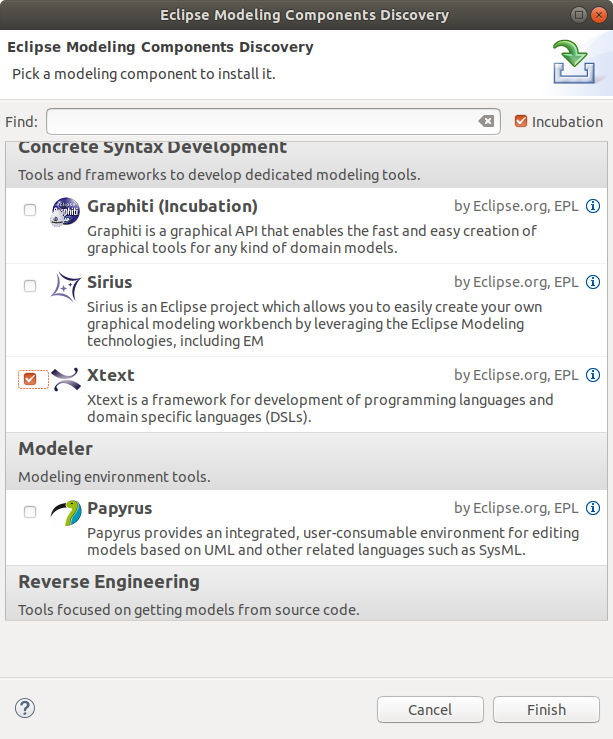 Eclipse Modeling Components Discovery
Eclipse Modeling Components Discovery
Pick a modeling component to install it.
Find:
Incubation
Concrete Syntax Development
Tools and frameworks to develop dedicated modeling tools.
Graphiti (Incubation)
by Eclipse.org, EPL
Graphiti is a graphical API that enables the fast and easy creation of
graphical tools for any kind of domain models.
Sirius
by Eclipse.org, EPL
Sirius is an Eclipse project which allows you to easily create your own
graphical modeling workbench by leveraging the Eclipse Modeling
technologies, including EM
Xtext
by Eclipse.org, EPL
Xtext is a framework for development of programming languages and
domain specific languages (DSLs).
Modeler
Modeling environment tools.
Papyrus
by Eclipse.org, EPL
Papyrus provides an integrated, user-consumable environment for editing
models based on UML and other related languages such as SysML.
Reverse Engineering
Tools focused on getting models from source code.
?
Cancel
Finish